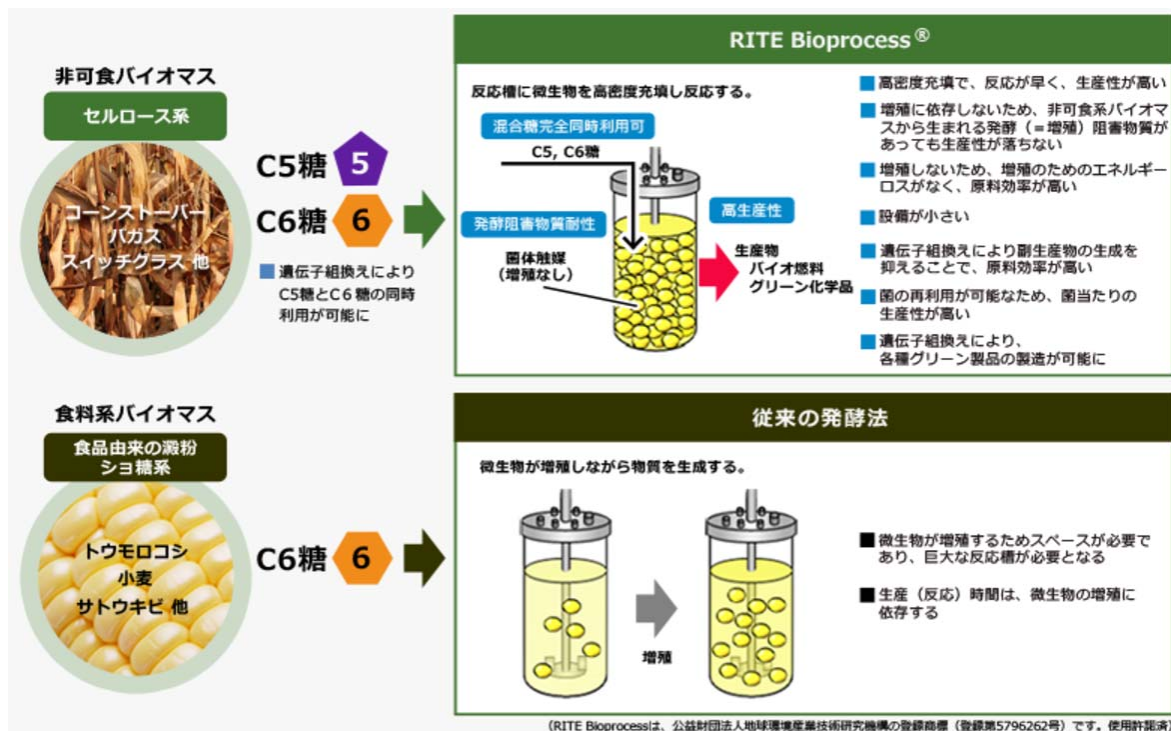 非可食バイオマス
セルロース系
コーンストーバー
バガス
スイッチグラス 他
C5糖 5
C6糖 6
遺伝子組換えにより
C5糖とC6糖の同時
利用が可能に
RITE Bioprocess®
反応槽に微生物を高密度充填し反応する。
混合糖完全同時利用可
C5, C6糖
発酵阻害物質耐性
菌体触媒
(増殖なし)
高生産性
生産物
バイオ燃料
グリーン化学品
高密度充填で、反応が早く、生産性が高い
増殖に依存しないため、非可食系バイオマ
スから生まれる発酵(=増殖)阻害物質が
あっても生産性が落ちない
増殖しないため、増殖のためのエネルギー
ロスがなく、原料効率が高い
設備が小さい
遺伝子組換えにより副生産物の生成を
抑えることで、原料効率が高い
菌の再利用が可能なため、菌当たりの
生産性が高い
遺伝子組換えにより、
各種グリーン製品の製造が可能に
食料系バイオマス
食品由来の澱粉
ショ糖系
トウモロコシ
小麦
サトウキビ 他
C6糖 6
従来の発酵法
微生物が増殖しながら物質を生成する。
増殖
微生物が増殖するためスペースが必要で
あり、巨大な反応槽が必要となる
生産(反応)時間は、微生物の増殖に
依存する
(RITE Bioprocessは、公益財団法人地球環境産業技術研究機構の登録商標(登録第5796262号)です。使用許諾済)